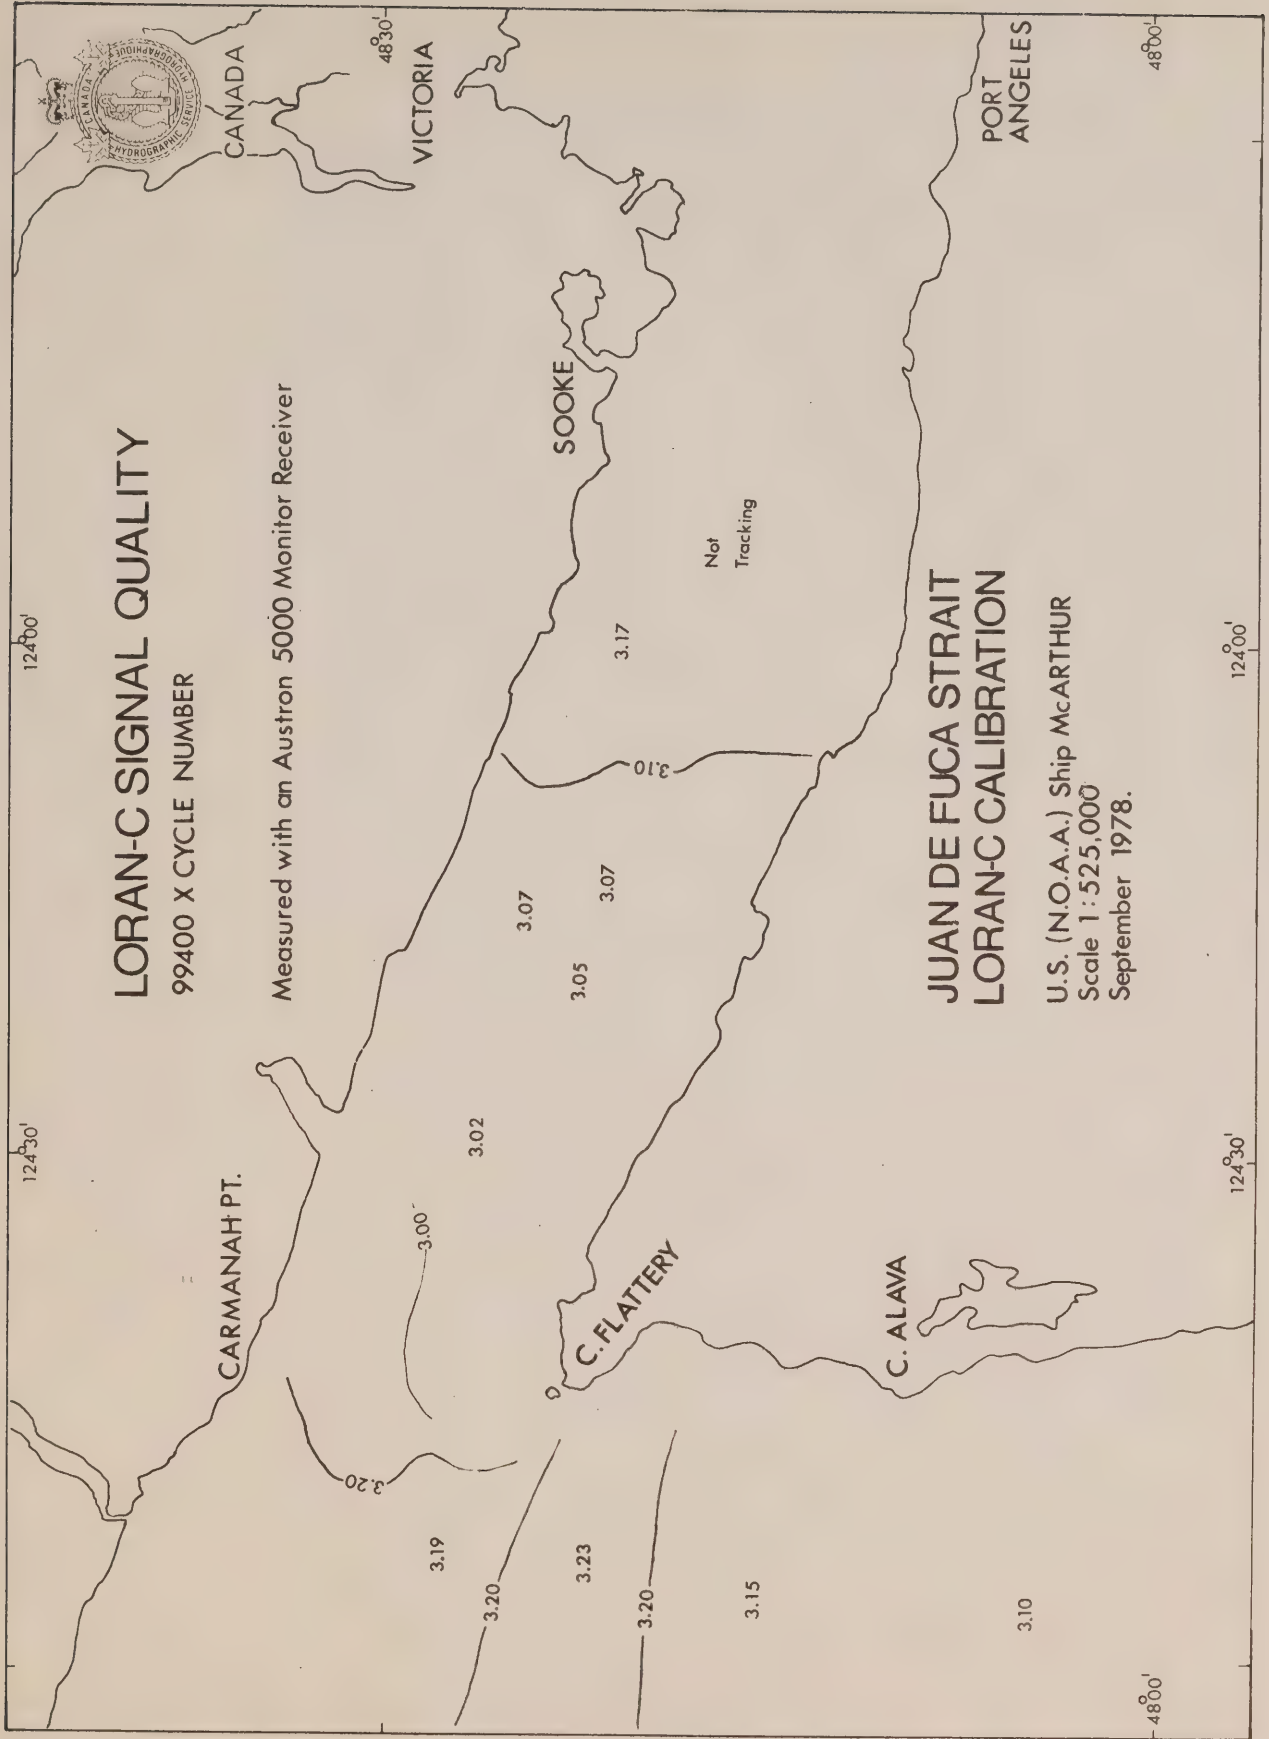 LORAN-C SIGNAL QUALITY
99400 X CYCLE NUMBER
Measured with an Austron 5000 Monitor Receiver
124°30'
124°00'
CANADA
HYDROGRAPHIC SERVICE HYDROGRAPHIQUE
CANADA
48°30'
VICTORIA
CARMANAH PT.
SOOKE
3.20
3.00
3.02
3.19
3.20
3.07
3.05
3.07
3.10
3.17
Not
Tracking
3.23
3.20
3.15
3.10
C. FLATTERY
C. ALAVA
PORT
ANGELES
JUAN DE FUCA STRAIT
LORAN-C CALIBRATION
U.S. (N.O.A.A.) Ship McARTHUR
Scale 1:525,000
September 1978.
48°00'
48°00'
124°30'
124°00'